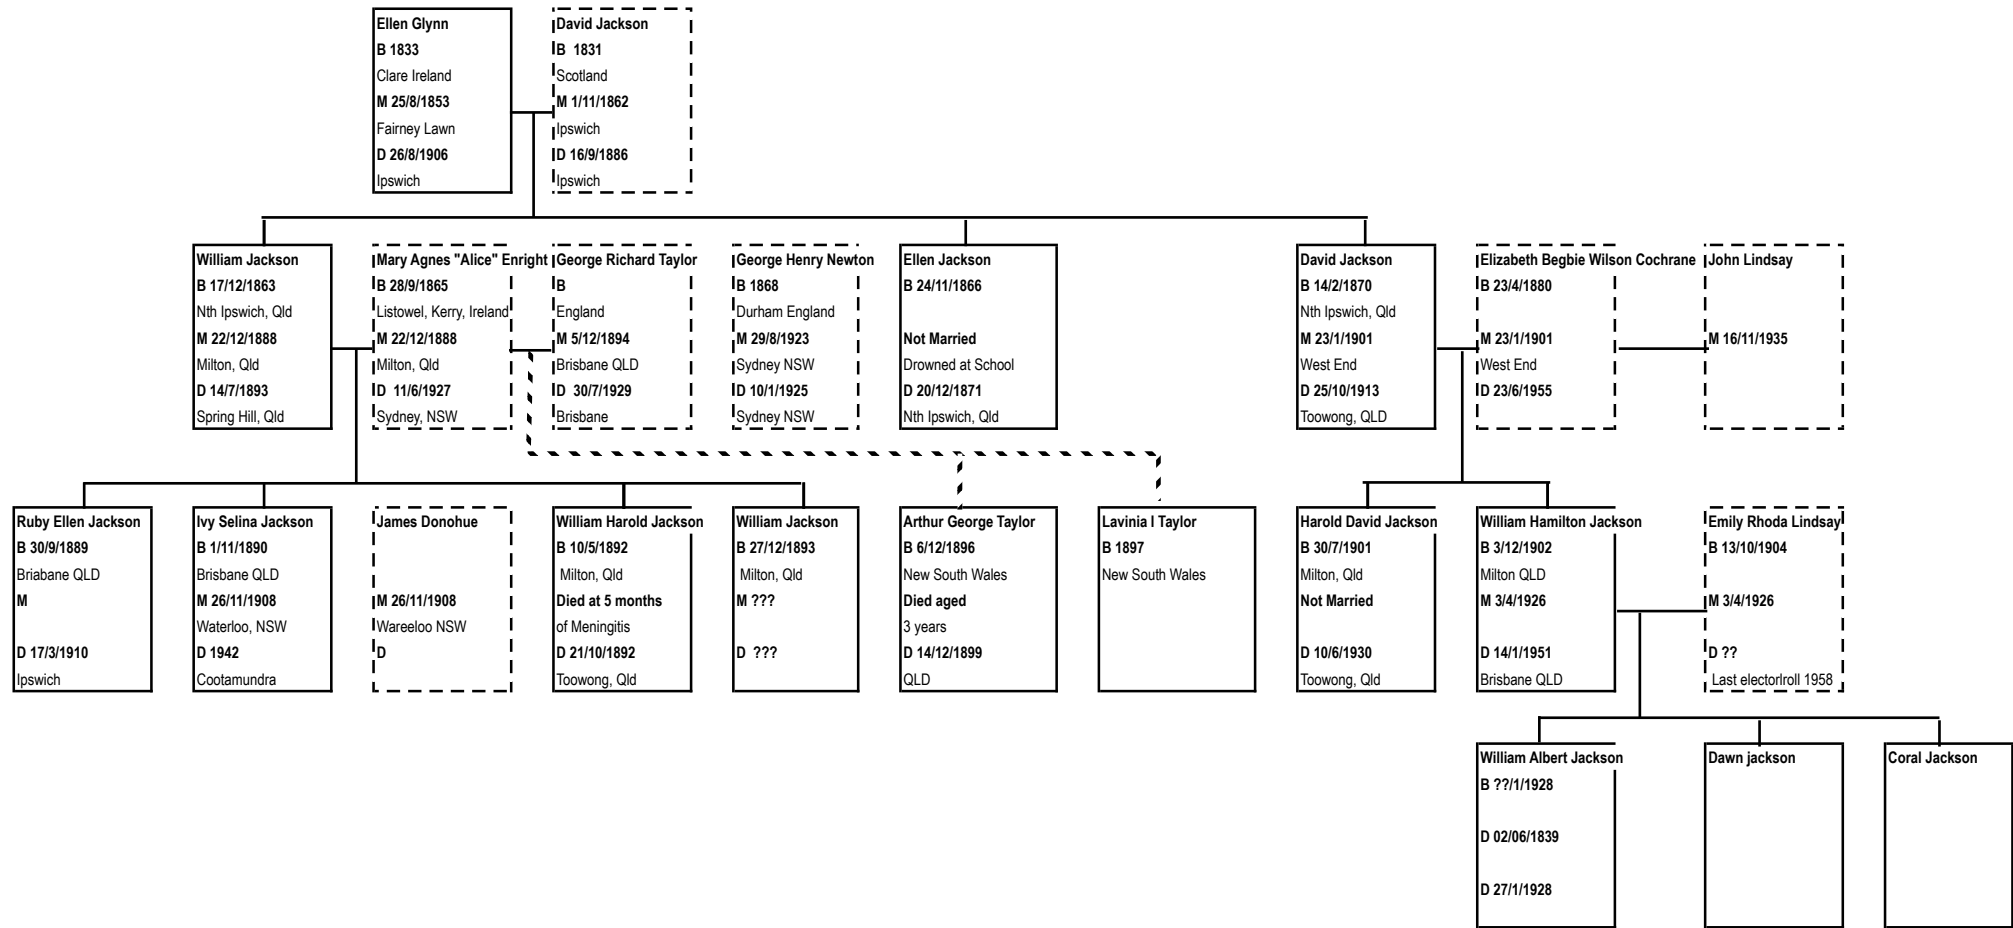 Ellen Glynn
B 1833
Clare Ireland
M 25/8/1853
Fairney Lawn
D 26/8/1906
Ipswich
David Jackson
B 1831
Scotland
M 1/11/1862
Ipswich
D 16/9/1886
Ipswich
William Jackson
B 17/12/1863
Nth Ipswich, Qld
M 22/12/1888
Milton, Qld
D 14/7/1893
Spring Hill, Qld
Mary Agnes "Alice" Enright
B 28/9/1865
Listowel, Kerry, Ireland
M 22/12/1888
Milton, Qld
D 11/6/1927
Sydney, NSW
George Richard Taylor
B
England
M 5/12/1894
Brisbane QLD
D 30/7/1929
Brisbane
George Henry Newton
B 1868
Durham England
M 29/8/1923
Sydney NSW
D 10/1/1925
Sydney NSW
Ellen Jackson
B 24/11/1866
Not Married
Drowned at School
D 20/12/1871
Nth Ipswich, Qld
David Jackson
B 14/2/1870
Nth Ipswich, Qld
M 23/1/1901
West End
D 25/10/1913
Toowong, QLD
Elizabeth Begbie Wilson Cochrane
B 23/4/1880
M 23/1/1901
West End
D 23/6/1955
John Lindsay
M 16/11/1935
Ruby Ellen Jackson
B 30/9/1889
Briabane QLD
M
D 17/3/1910
Ipswich
Ivy Selina Jackson
B 1/11/1890
Brisbane QLD
M 26/11/1908
Waterloo, NSW
D 1942
Cootamundra
James Donohue
M 26/11/1908
Wareeloo NSW
D
William Harold Jackson
B 10/5/1892
Milton, Qld
Died at 5 months
of Meningitis
D 21/10/1892
Toowong, Qld
William Jackson
B 27/12/1893
Milton, Qld
M ???
D ???
Arthur George Taylor
B 6/12/1896
New South Wales
Died aged
3 years
D 14/12/1899
QLD
Lavinia I Taylor
B 1897
New South Wales
Harold David Jackson
B 30/7/1901
Milton, Qld
Not Married
D 10/6/1930
Toowong, Qld
William Hamilton Jackson
B 3/12/1902
Milton QLD
M 3/4/1926
D 14/1/1951
Brisbane QLD
Emily Rhoda Lindsay
B 13/10/1904
M 3/4/1926
D ??
Last electorlroll 1958
William Albert Jackson
B ??/1/1928
D 02/06/1839
D 27/1/1928
Dawn jackson
Coral Jackson